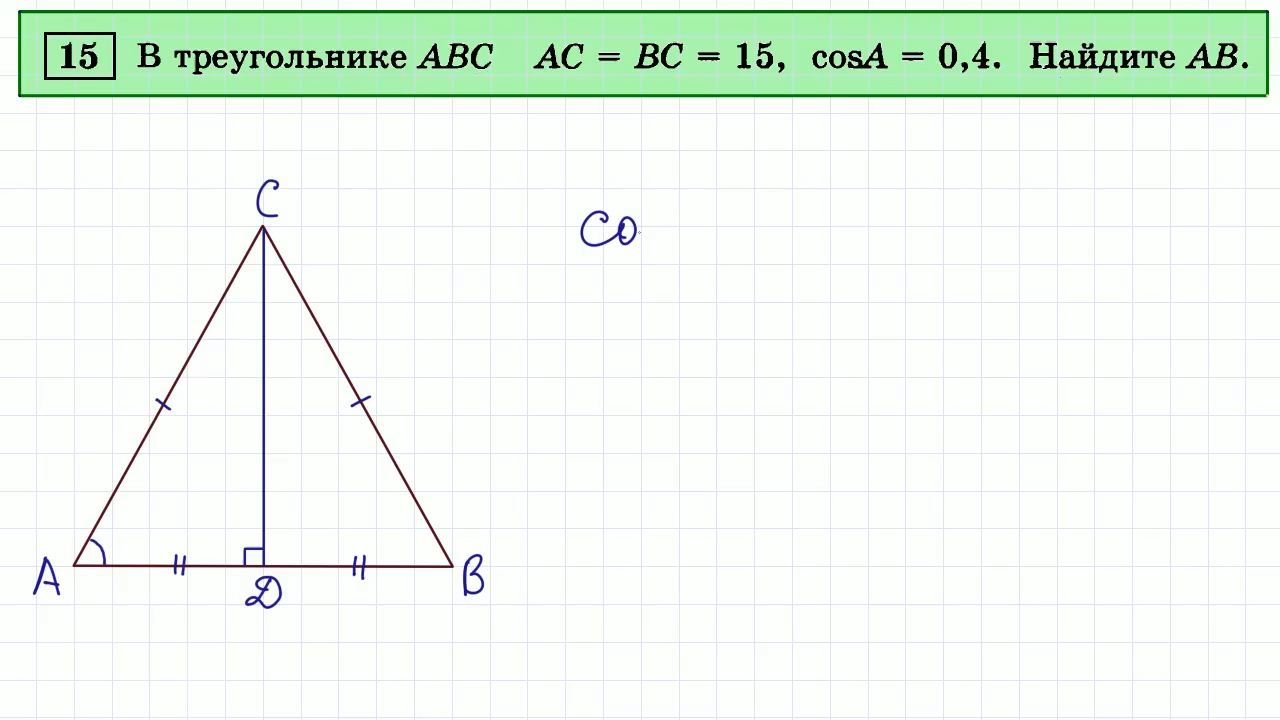 15 В треугольнике ABC AC = BC = 15, cosA = 0,4. Найдите AB.
C
co
A
D
B